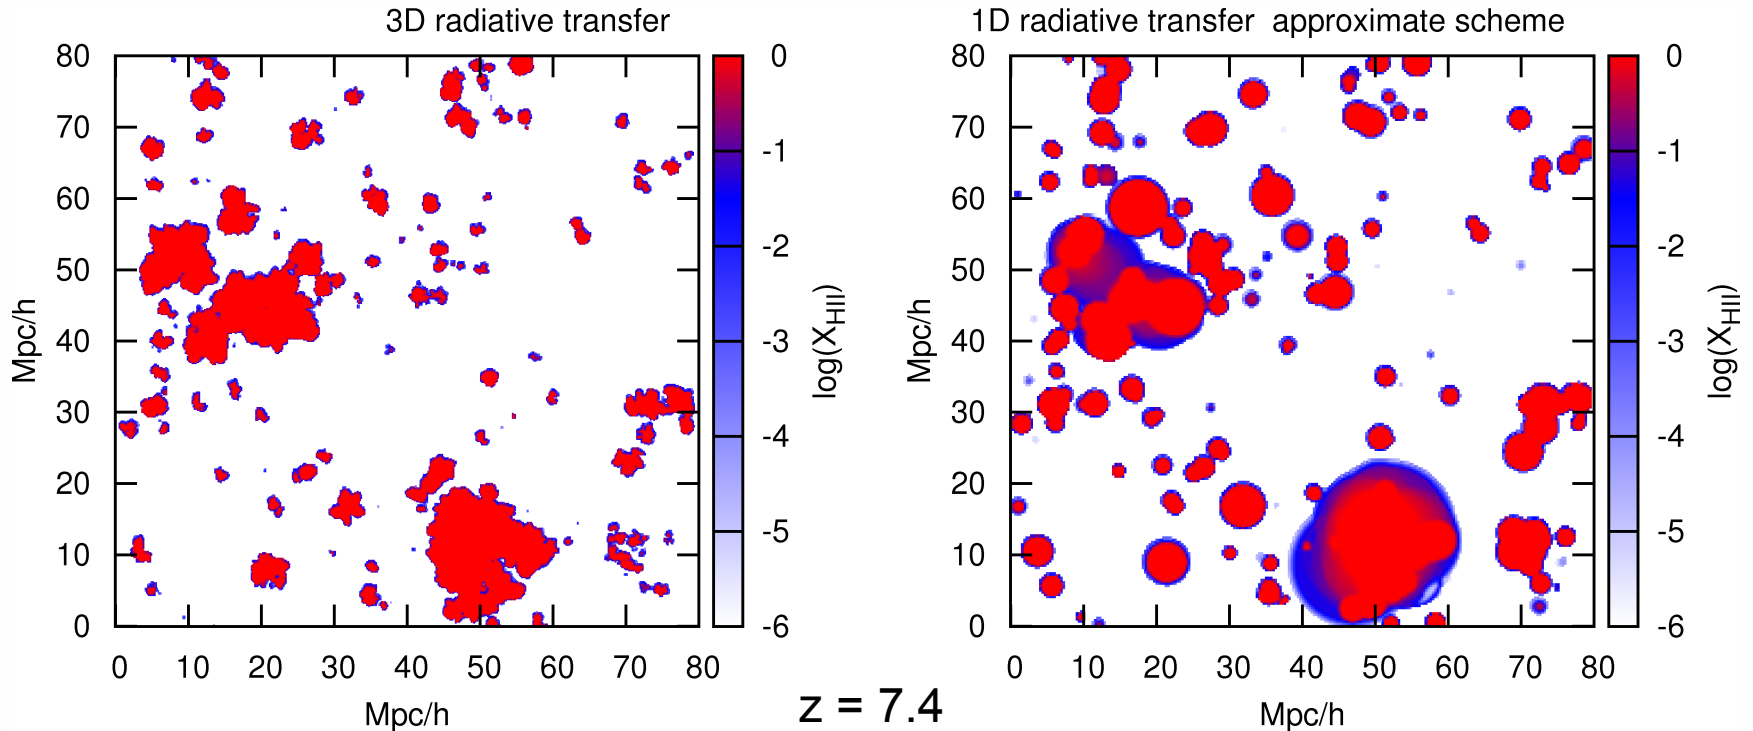 3D radiative transfer
1D radiative transfer  approximate scheme
80
70
60
50
40
30
20
10
0
Mpc/h
0 10 20 30 40 50 60 70 80
Mpc/h
0
-1
-2
-3
-4
-5
-6
log(X_HII)
80
70
60
50
40
30
20
10
0
Mpc/h
0 10 20 30 40 50 60 70 80
Mpc/h
0
-1
-2
-3
-4
-5
-6
log(X_HII)
z = 7.4